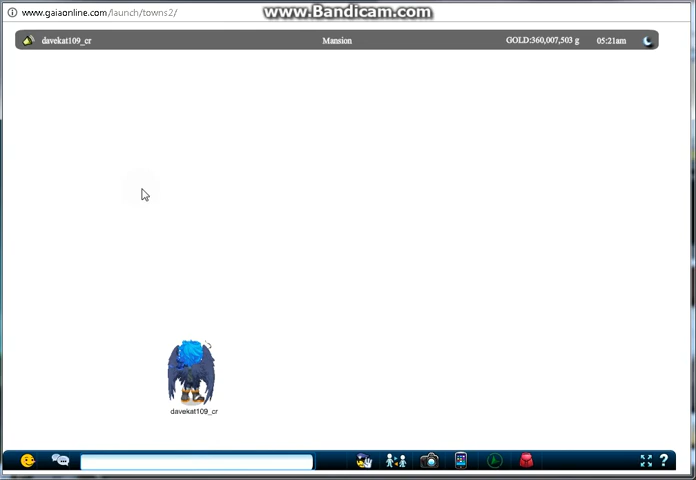 www.Bandicam.com
www.gaiaonline.com/launch/towns2/
davekat109_cr
Mansion
GOLD:360,007,503 g
05:21am
davekat109_cr
?